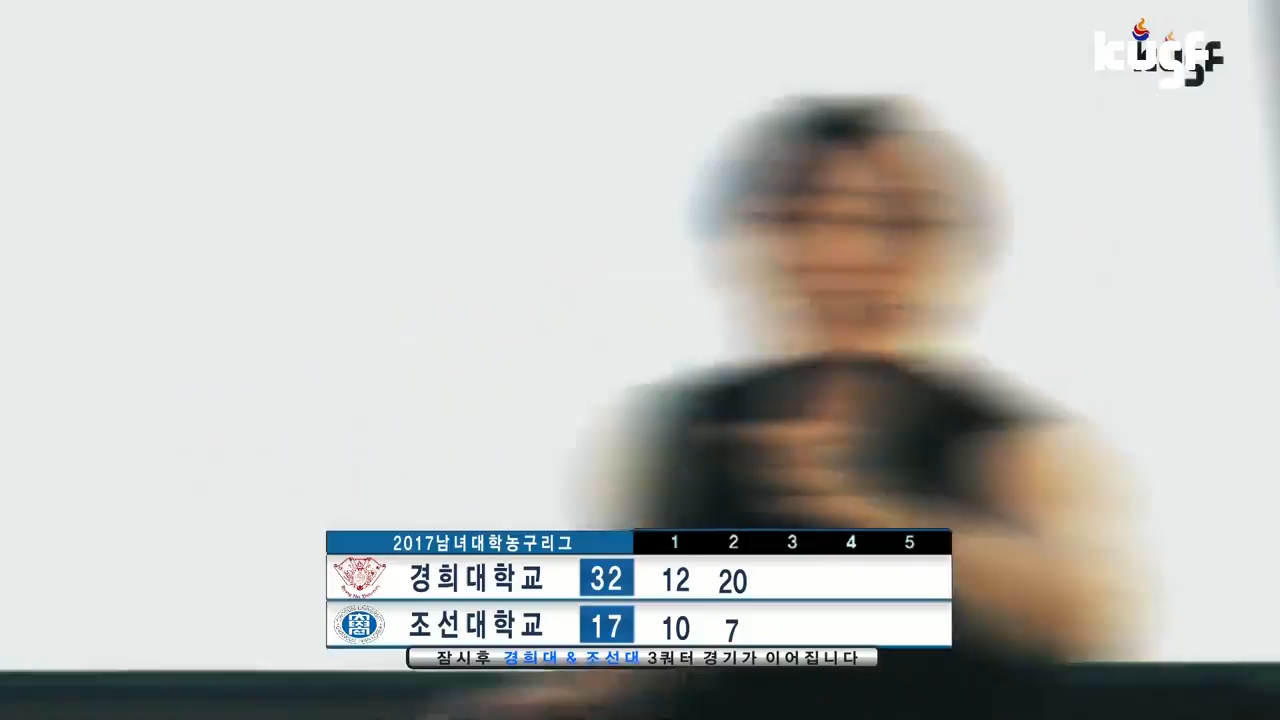 kusf
kusf
2017남녀대학농구리그 1 2 3 4 5
경희대학교 32 12 20
조선대학교 17 10 7
잠시후 경희대 & 조선대 3쿼터 경기가 이어집니다